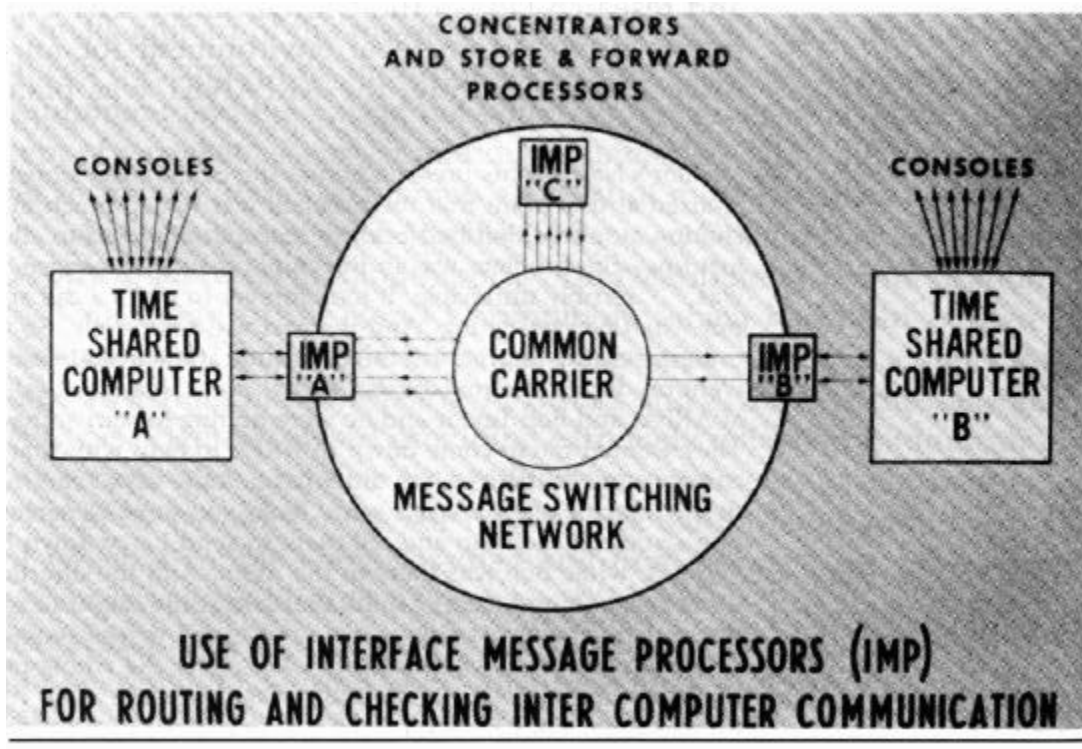 CONCENTRATORS
AND STORE & FORWARD
PROCESSORS
CONSOLES
CONSOLES
IMP
"C"
TIME
SHARED
COMPUTER
"A"
IMP
"A"
COMMON
CARRIER
IMP
"B"
TIME
SHARED
COMPUTER
"B"
MESSAGE SWITCHING
NETWORK
USE OF INTERFACE MESSAGE PROCESSORS (IMP)
FOR ROUTING AND CHECKING INTER COMPUTER COMMUNICATION